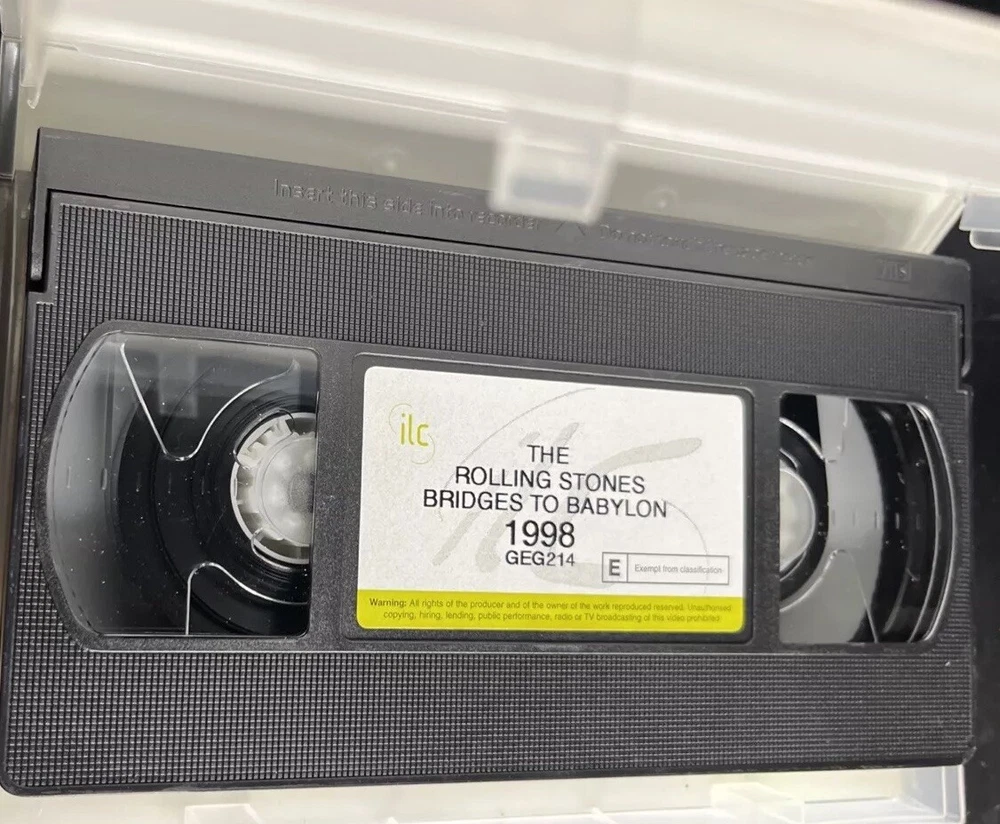 Insert this side into recorder
ilc
THE
ROLLING STONES
BRIDGES TO BABYLON
1998
GEG214
E Exempt from classification
Warning: All rights of the producer and of the owner of the work reproduced reserved. Unauthorised
copying, hiring, lending, public performance, radio or TV broadcasting of this video prohibited